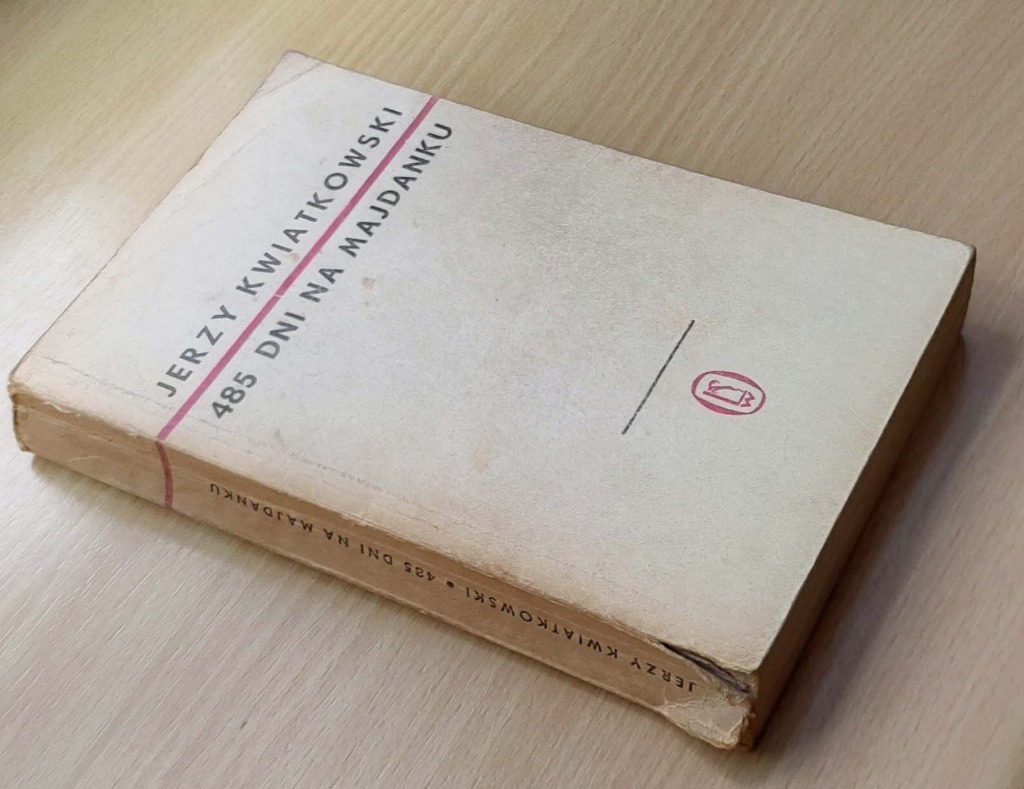 JERZY KWIATKOWSKI
485 DNI NA MAJDANKU
JERZY KWIATKOWSKI • 485 DNI NA MAJDANKU